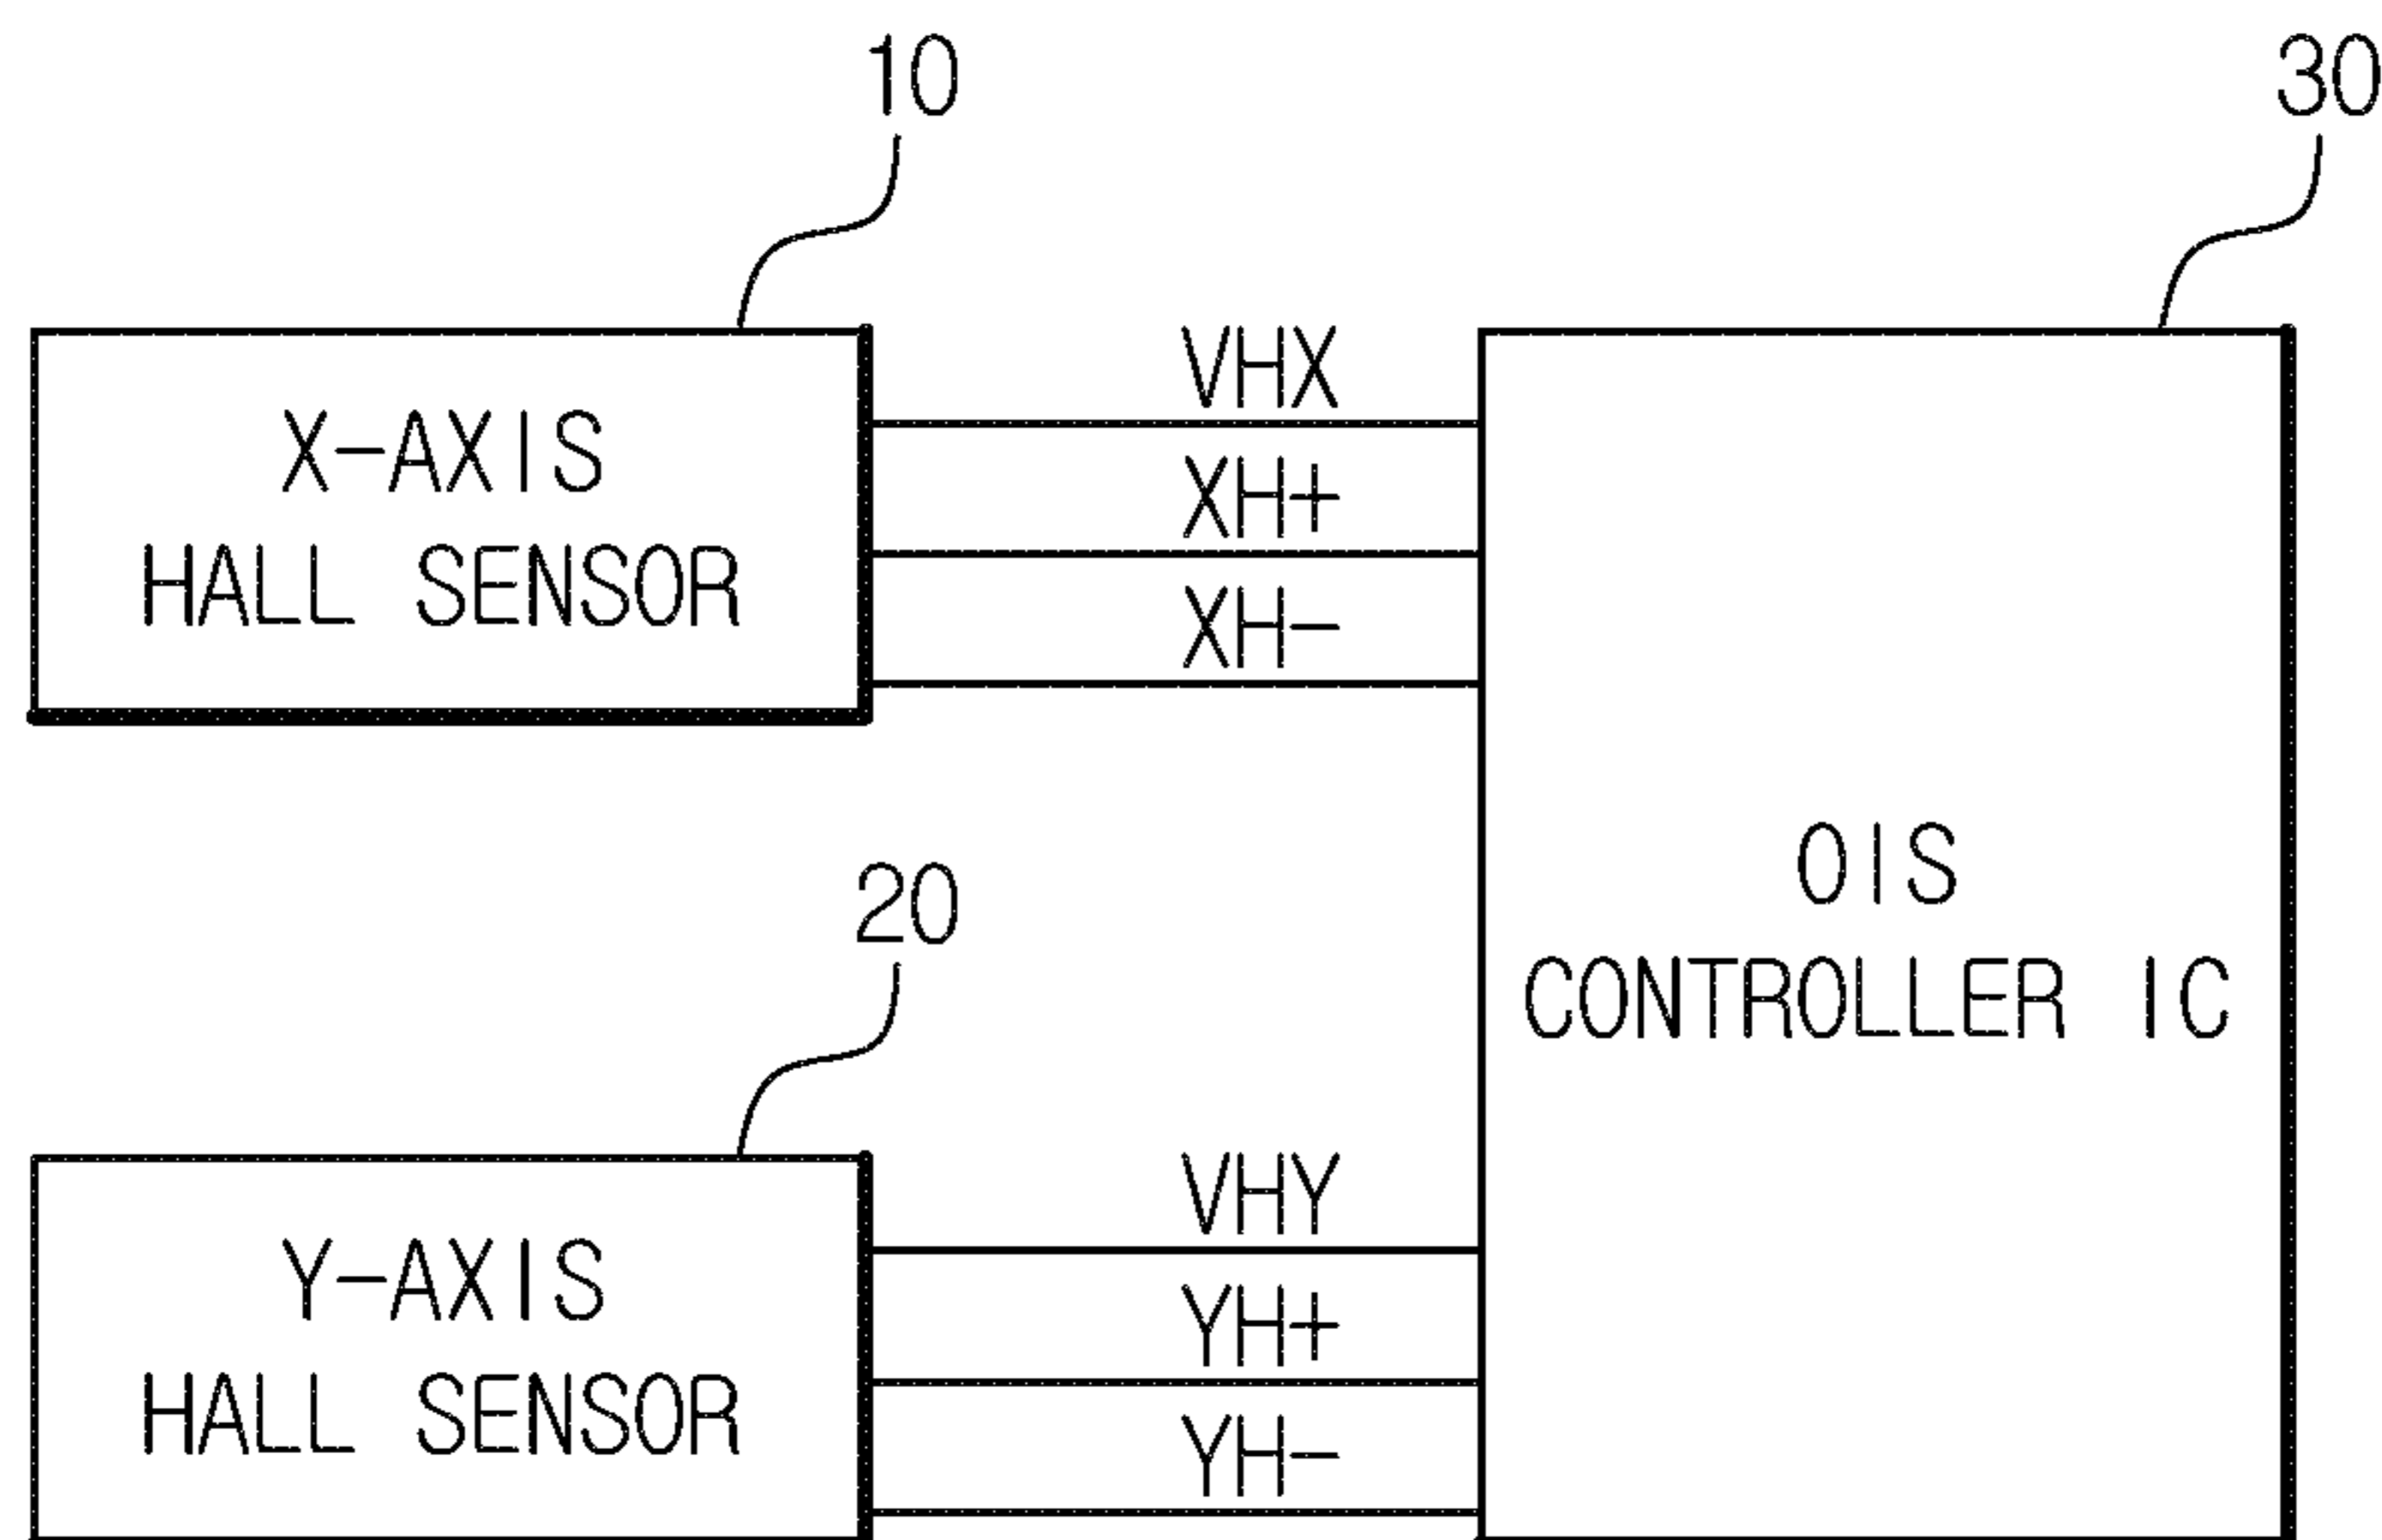 10
30
VHX
X-AXIS
HALL SENSOR
XH+
XH-
OIS
CONTROLLER IC
20
VHY
Y-AXIS
HALL SENSOR
YH+
YH-